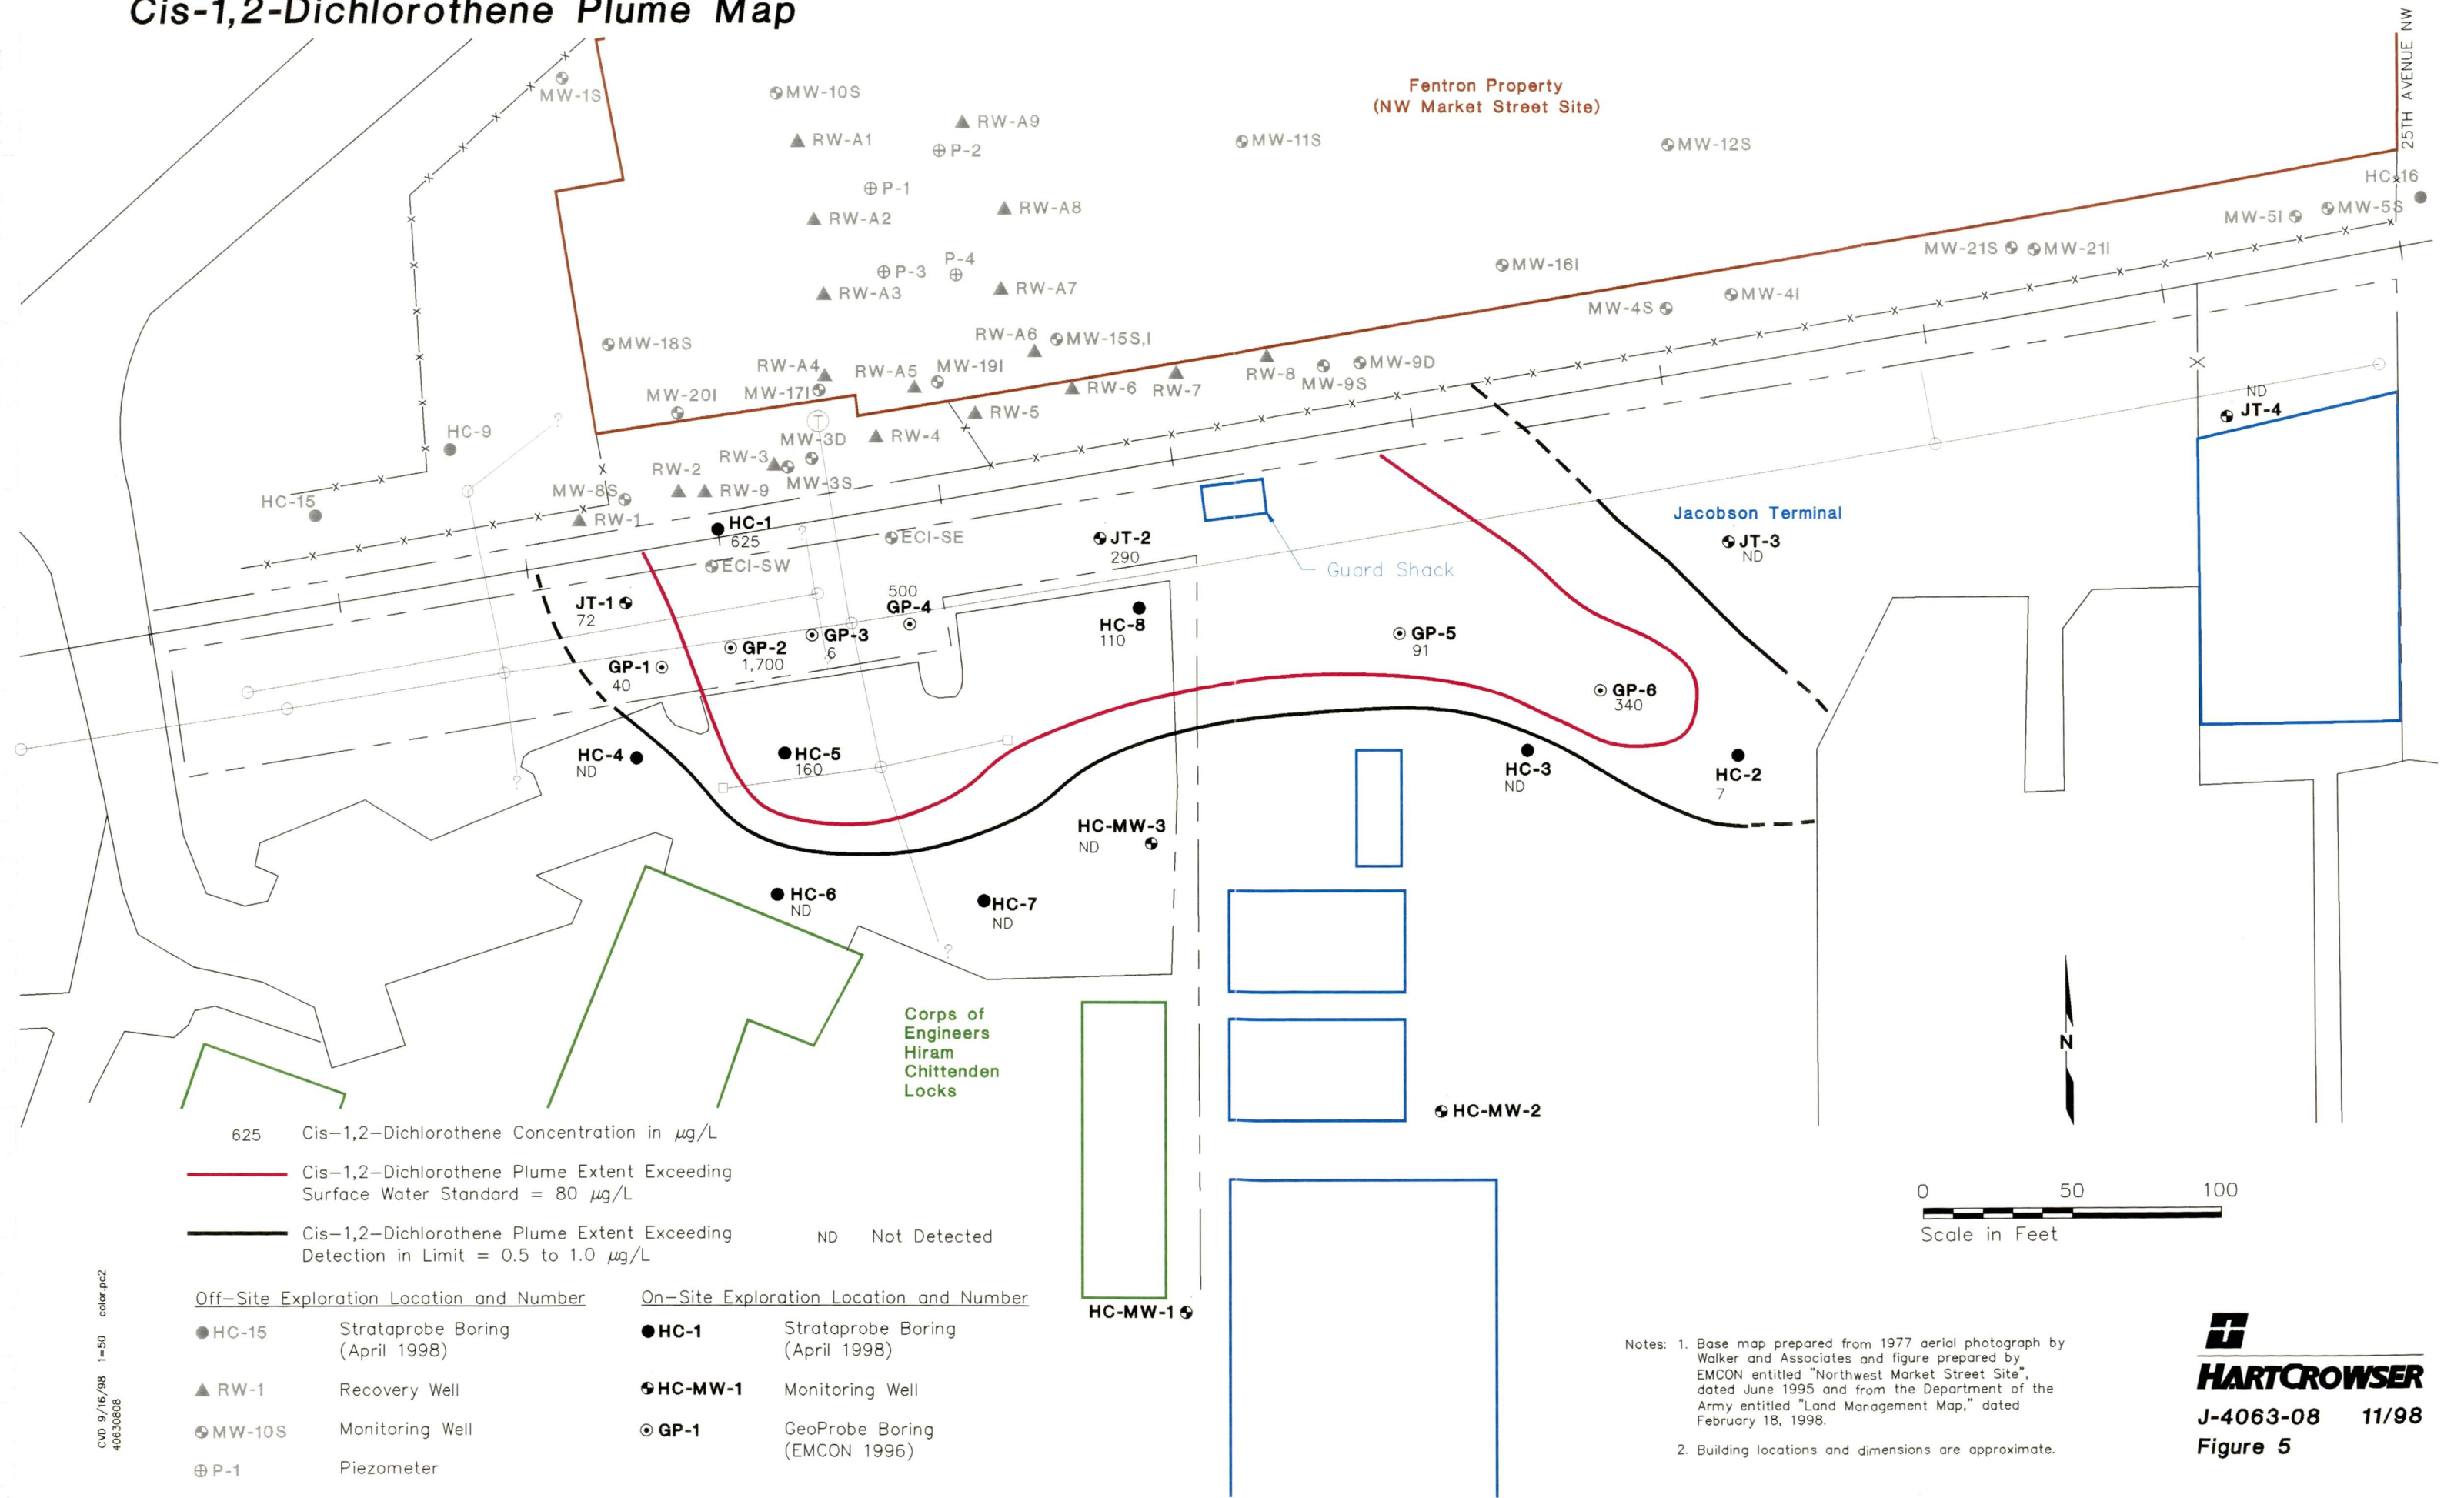 Cis-1,2-Dichlorothene Plume Map
25TH AVENUE NW
Fentron Property
(NW Market Street Site)
MW-1S
MW-10S
RW-A9
RW-A1
P-2
MW-11S
MW-12S
P-1
HC-16
RW-A2
RW-A8
MW-5I
MW-5S
MW-21S
MW-21I
P-4
P-3
MW-16I
RW-A3
RW-A7
MW-4I
MW-4S
RW-A6
MW-15S,I
MW-18S
RW-A4
RW-A5
MW-19I
RW-8
MW-9D
MW-9S
MW-20I
MW-17I
RW-6
RW-7
ND
JT-4
RW-5
?
T
HC-9
MW-3D
RW-4
RW-3
RW-2
MW-3S
MW-8S
RW-9
HC-15
RW-1
HC-1
625
?
ECI-SE
JT-2
290
Jacobson Terminal
JT-3
ND
ECI-SW
Guard Shack
JT-1
72
500
GP-4
HC-8
110
GP-3
6
?
GP-5
91
GP-2
1,700
GP-1
40
GP-6
340
HC-4
ND
HC-5
160
HC-3
ND
HC-2
7
?
HC-MW-3
ND
HC-6
ND
HC-7
ND
?
Corps of
Engineers
Hiram
Chittenden
Locks
N
HC-MW-2
625 Cis-1,2-Dichlorothene Concentration in µg/L
Cis-1,2-Dichlorothene Plume Extent Exceeding
Surface Water Standard = 80 µg/L
Cis-1,2-Dichlorothene Plume Extent Exceeding
Detection in Limit = 0.5 to 1.0 µg/L
ND Not Detected
0 50 100
Scale in Feet
HC-MW-1
Off-Site Exploration Location and Number
HC-15 Strataprobe Boring
(April 1998)
RW-1 Recovery Well
MW-10S Monitoring Well
P-1 Piezometer
On-Site Exploration Location and Number
HC-1 Strataprobe Boring
(April 1998)
HC-MW-1 Monitoring Well
GP-1 GeoProbe Boring
(EMCON 1996)
CVD 9/16/98 1=50 color.pc2
40630808
Notes: 1. Base map prepared from 1977 aerial photograph by
Walker and Associates and figure prepared by
EMCON entitled "Northwest Market Street Site",
dated June 1995 and from the Department of the
Army entitled "Land Management Map," dated
February 18, 1998.
2. Building locations and dimensions are approximate.
HARTCROWSER
J-4063-08 11/98
Figure 5